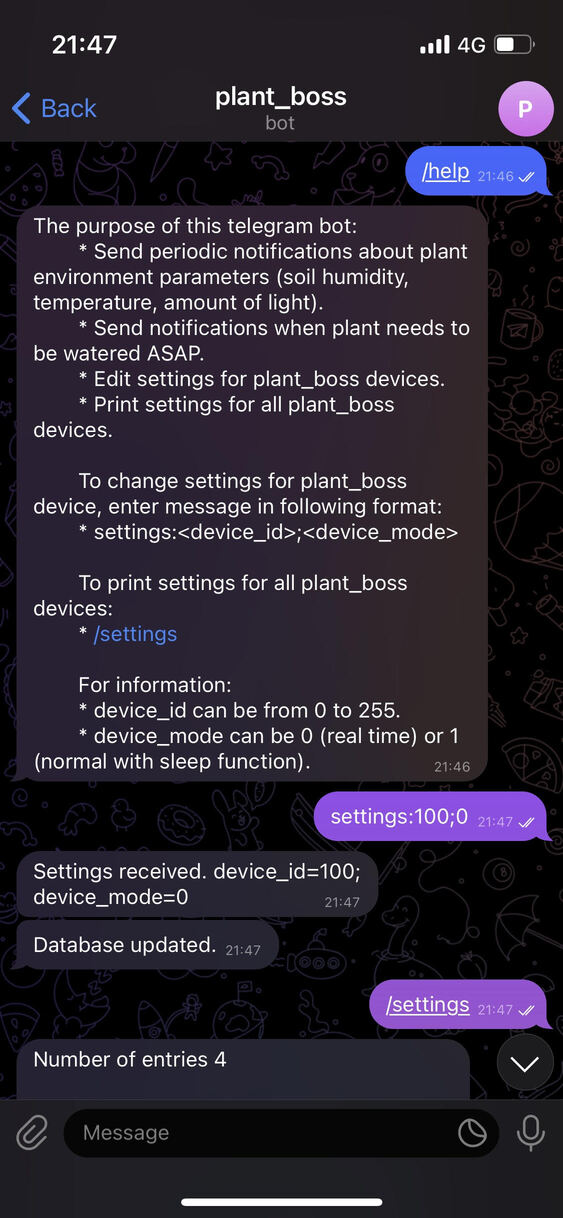 21:47
4G
Back
plant_boss
bot
P
/help 21:46
The purpose of this telegram bot:
* Send periodic notifications about plant
environment parameters (soil humidity,
temperature, amount of light).
* Send notifications when plant needs to
be watered ASAP.
* Edit settings for plant_boss devices.
* Print settings for all plant_boss
devices.
To change settings for plant_boss
device, enter message in following format:
* settings:<device_id>;<device_mode>
To print settings for all plant_boss
devices:
* /settings
For information:
* device_id can be from 0 to 255.
* device_mode can be 0 (real time) or 1
(normal with sleep function). 21:46
settings:100;0 21:47
Settings received. device_id=100;
device_mode=0 21:47
Database updated. 21:47
/settings 21:47
Number of entries 4
Message